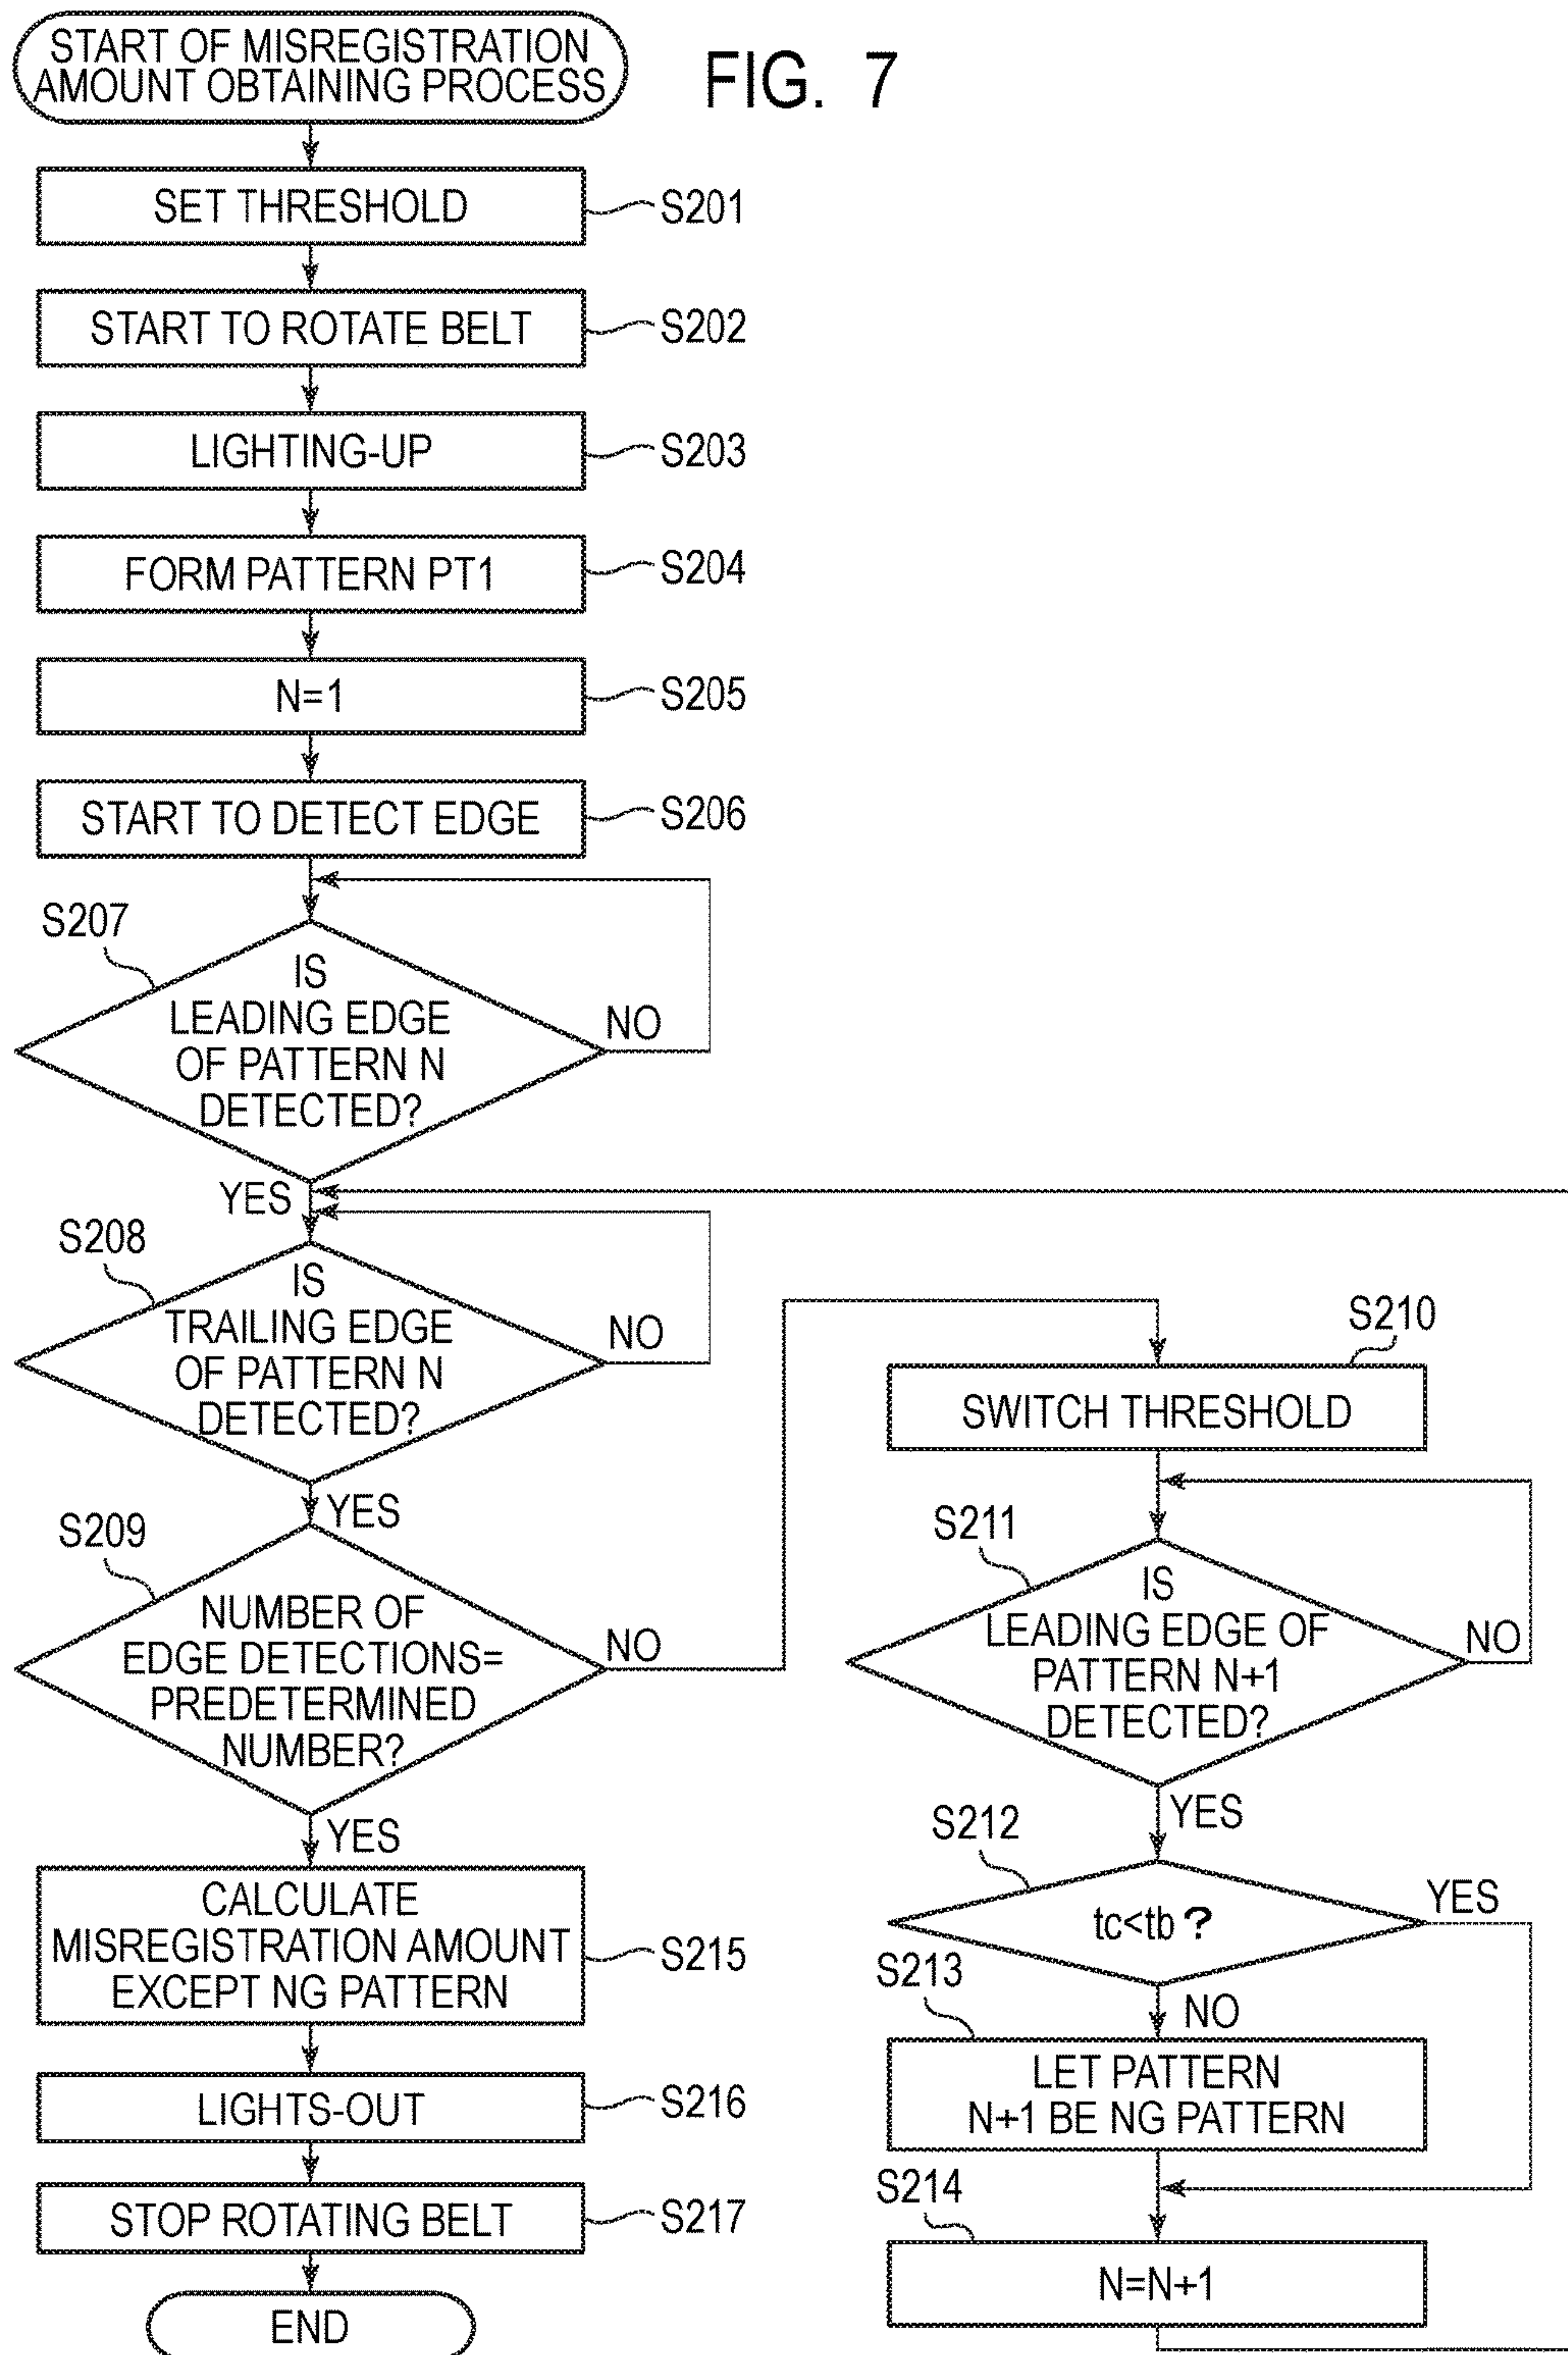 START OF MISREGISTRATION
AMOUNT OBTAINING PROCESS
FIG. 7
SET THRESHOLD
S201
START TO ROTATE BELT
S202
LIGHTING-UP
S203
FORM PATTERN PT1
S204
N=1
S205
START TO DETECT EDGE
S206
S207
IS
LEADING EDGE
OF PATTERN N
DETECTED?
NO
YES
S208
IS
TRAILING EDGE
OF PATTERN N
DETECTED?
NO
YES
S209
NUMBER OF
EDGE DETECTIONS=
PREDETERMINED
NUMBER?
NO
YES
S210
SWITCH THRESHOLD
S211
IS
LEADING EDGE OF
PATTERN N+1
DETECTED?
NO
YES
S212
tc<tb ?
YES
NO
S213
LET PATTERN
N+1 BE NG PATTERN
S214
N=N+1
CALCULATE
MISREGISTRATION AMOUNT
EXCEPT NG PATTERN
S215
LIGHTS-OUT
S216
STOP ROTATING BELT
S217
END